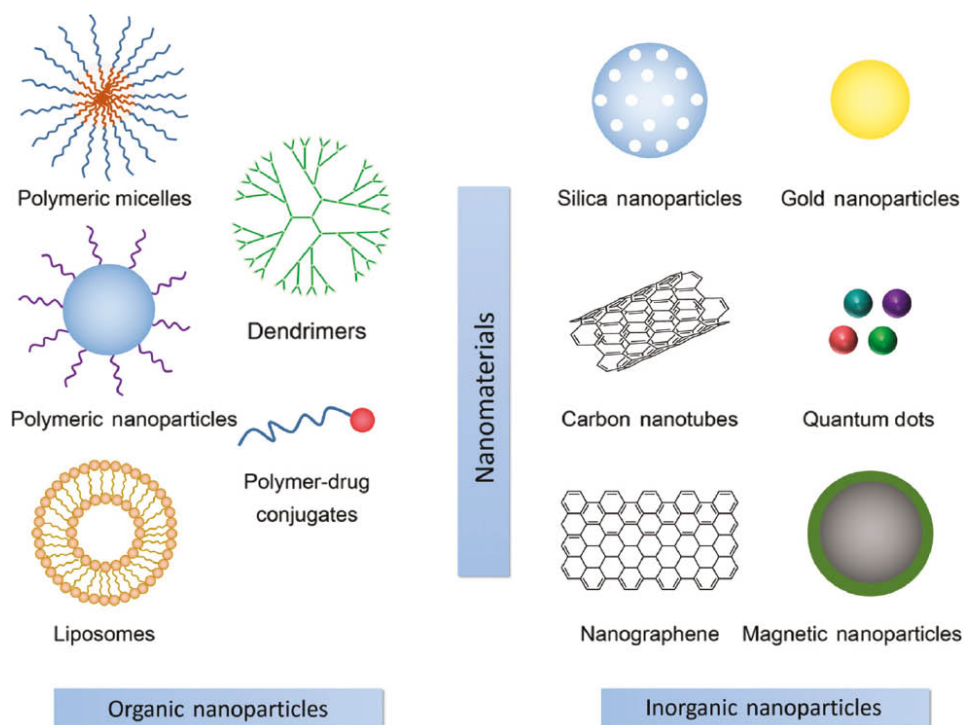 Polymeric micelles
Dendrimers
Polymeric nanoparticles
Polymer-drug
conjugates
Liposomes
Organic nanoparticles
Nanomaterials
Silica nanoparticles
Gold nanoparticles
Carbon nanotubes
Quantum dots
Nanographene
Magnetic nanoparticles
Inorganic nanoparticles